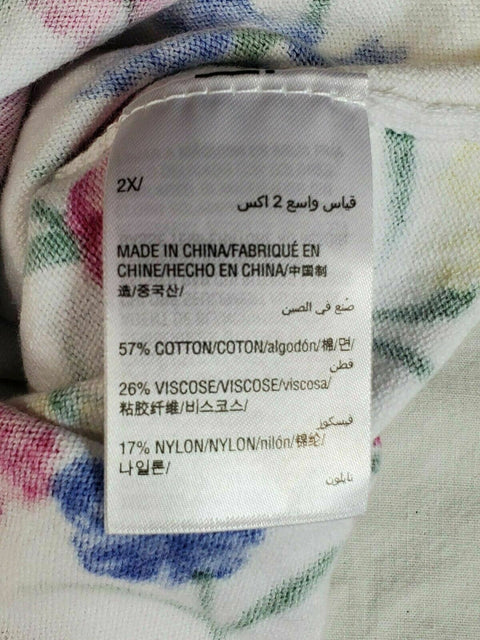 2X/
قياس واسع 2 اكس
MADE IN CHINA/FABRIQUÉ EN
CHINE/HECHO EN CHINA/中国制
造/중국산/
صنع في الصين
57% COTTON/COTON/algodón/棉/면/
قطن
26% VISCOSE/VISCOSE/viscosa/
粘胶纤维/비스코스/
فيسكوز
17% NYLON/NYLON/nilón/锦纶/
나일론/
نايلون